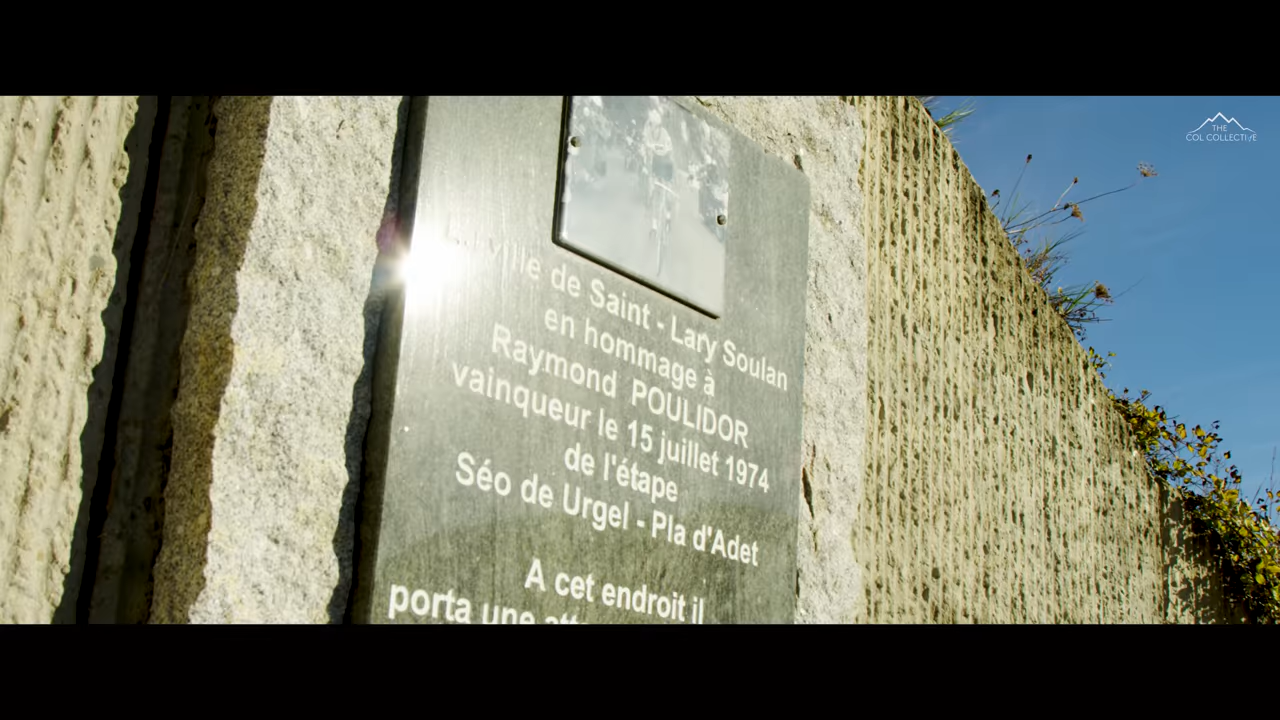 THE
COL COLLECTIVE
ville de Saint - Lary Soulan
en hommage à
Raymond POULIDOR
vainqueur le 15 juillet 1974
de l'étape
Séo de Urgel - Pla d'Adet
A cet endroit il
porta une